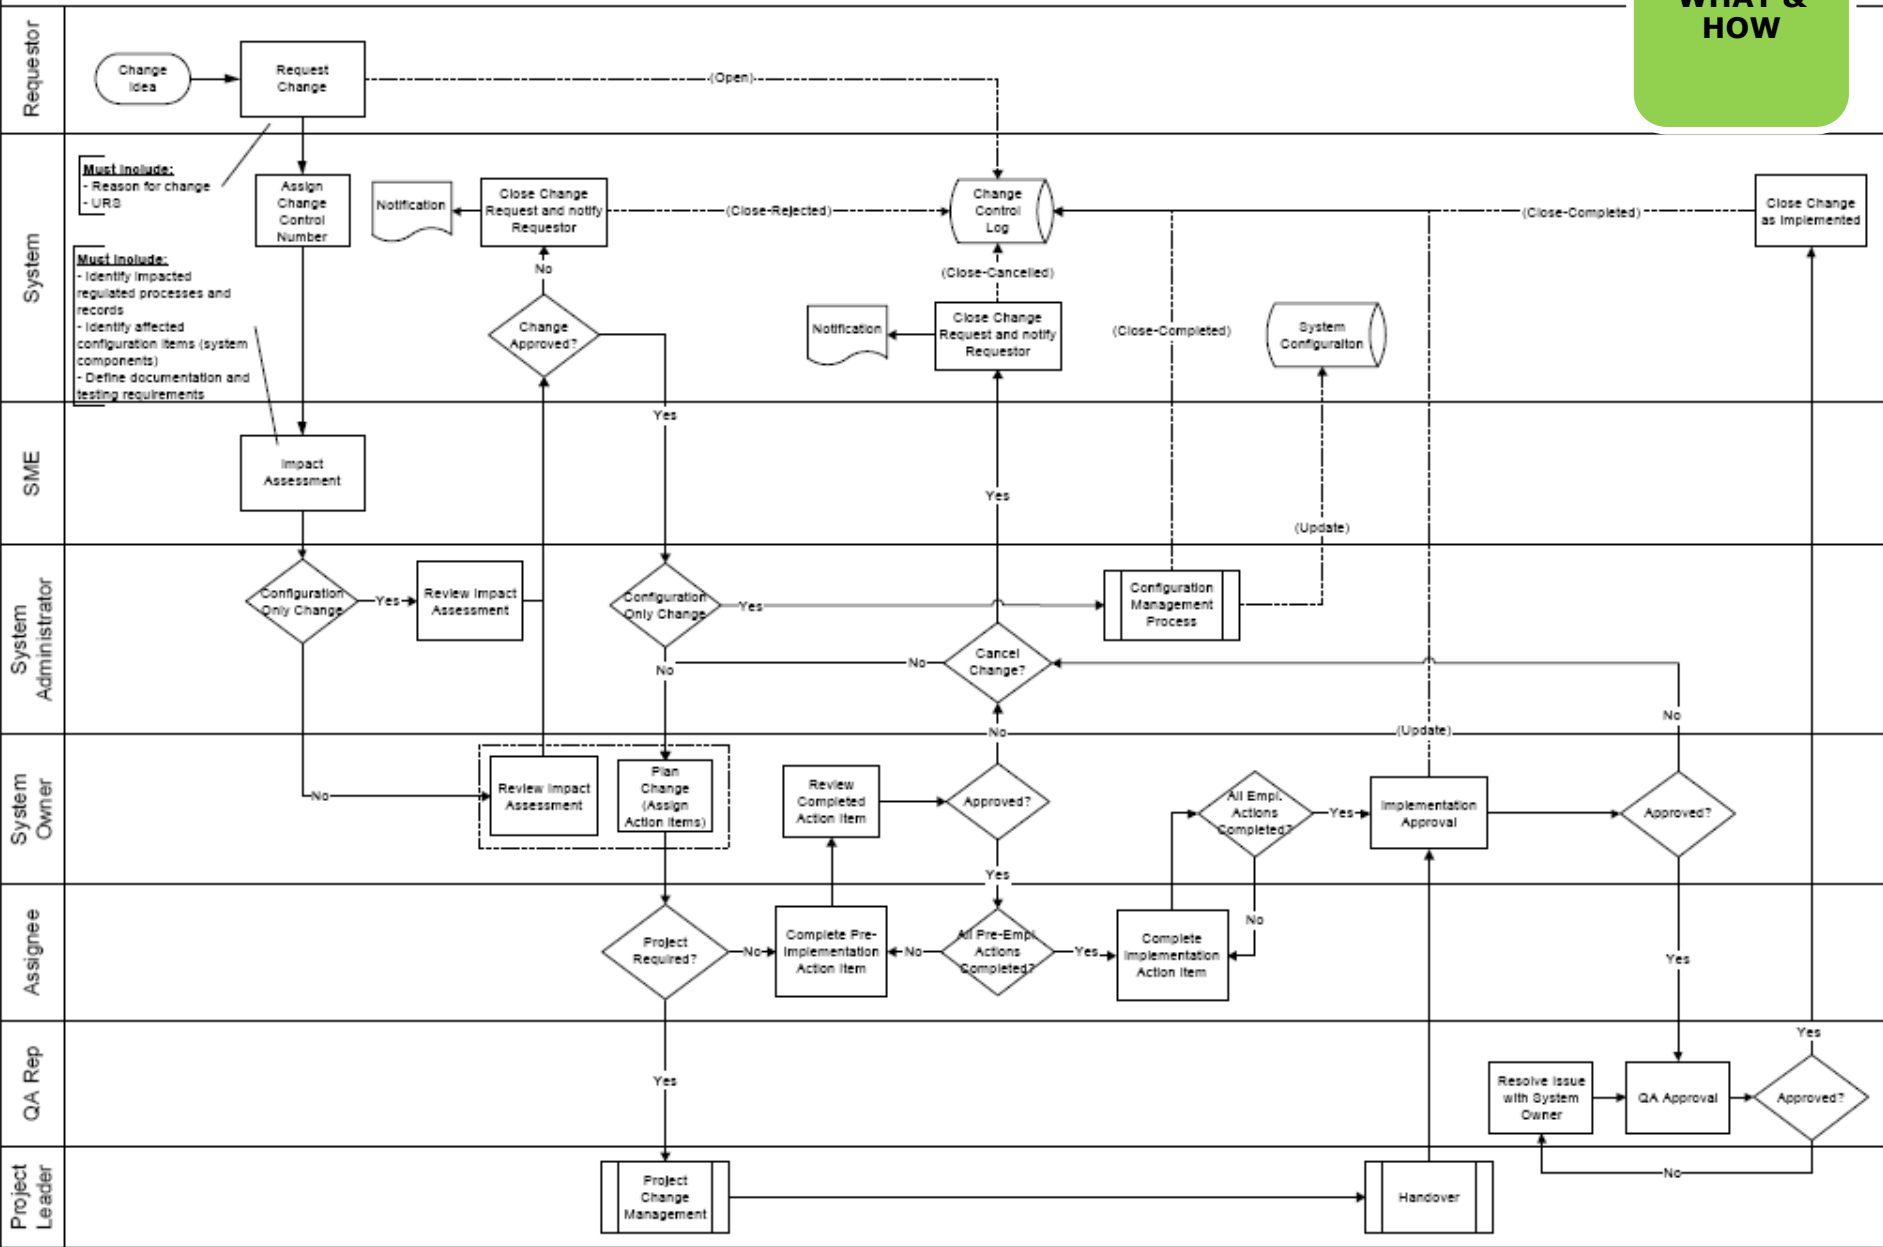 WHAT &
HOW
Requestor
Change
Idea
Request
Change
(Open)
System
Must Include:
- Reason for change
- URS
Must Include:
- Identify Impacted
regulated processes and
records
- Identify affected
configuration items (system
components)
- Define documentation and
testing requirements
Assign
Change
Control
Number
Notification
Close Change
Request and notify
Requestor
(Close-Rejected)
Change
Control
Log
(Close-Completed)
Close Change
as Implemented
No
(Close-Cancelled)
Change
Approved?
Notification
Close Change
Request and notify
Requestor
(Close-Completed)
System
Configuraiton
SME
Yes
Impact
Assessment
Yes
(Update)
System
Administrator
Configuration
Only Change
Yes
Review Impact
Assessment
Configuration
Only Change
Yes
Configuration
Management
Process
No
No
Cancel
Change?
No
No
(Update)
System
Owner
No
Review Impact
Assessment
Plan
Change
(Assign
Action Items)
Review
Completed
Action Item
Approved?
All Empl.
Actions
Completed?
Yes
Implementation
Approval
Approved?
Yes
Assignee
Project
Required?
No
Complete Pre-
Implementation
Action Item
No
All Pre-Empl.
Actions
Completed?
Yes
Complete
Implementation
Action Item
No
Yes
QA Rep
Yes
Resolve Issue
with System
Owner
QA Approval
Approved?
Yes
Project
Leader
Project
Change
Management
Handover
No